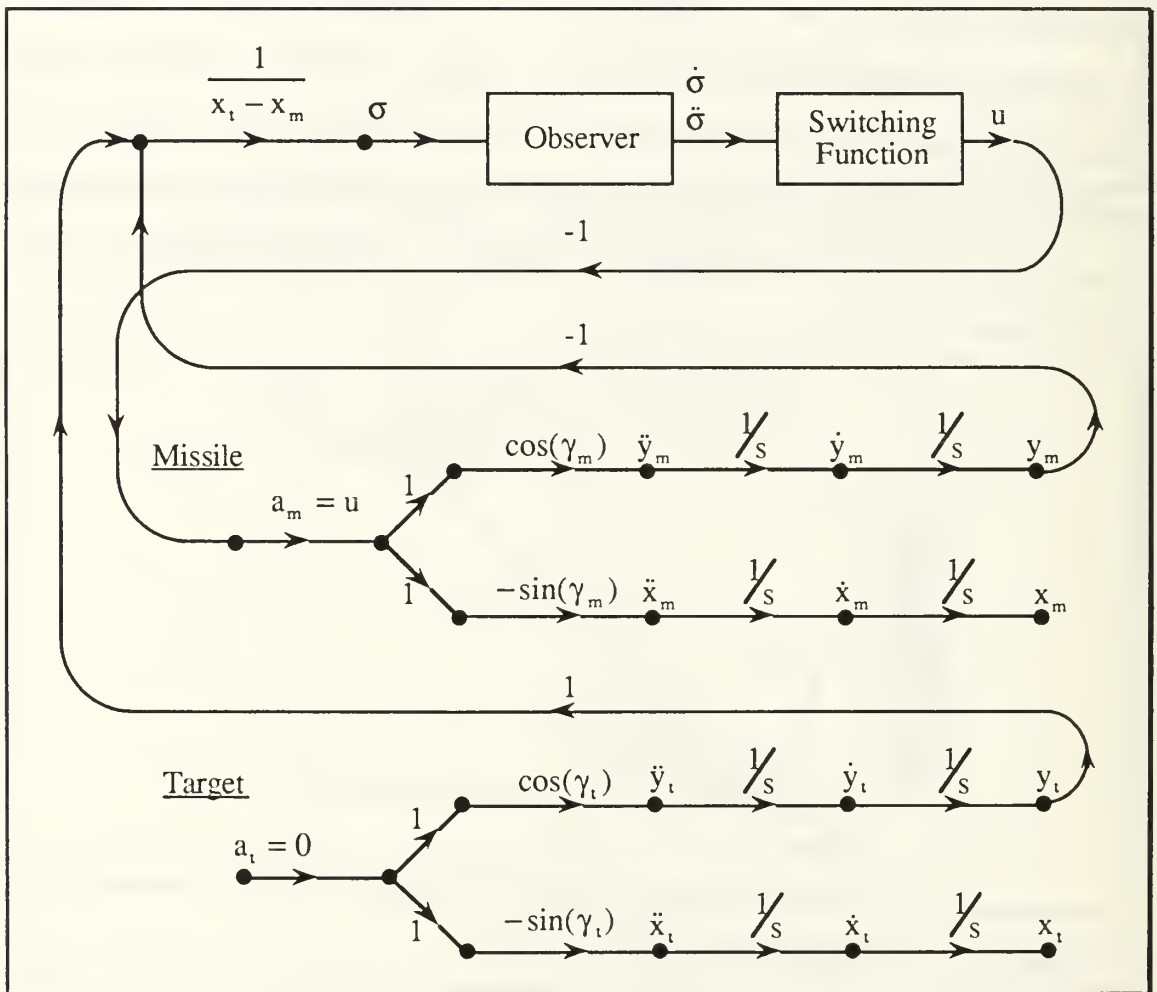 1
x_t − x_m
σ
Observer
σ̇
σ̈
Switching
Function
u
-1
-1
Missile
a_m = u
1
1
cos(γ_m)
ÿ_m
1/s
ẏ_m
1/s
y_m
−sin(γ_m)
ẍ_m
1/s
ẋ_m
1/s
x_m
1
Target
a_t = 0
1
1
cos(γ_t)
ÿ_t
1/s
ẏ_t
1/s
y_t
−sin(γ_t)
ẍ_t
1/s
ẋ_t
1/s
x_t